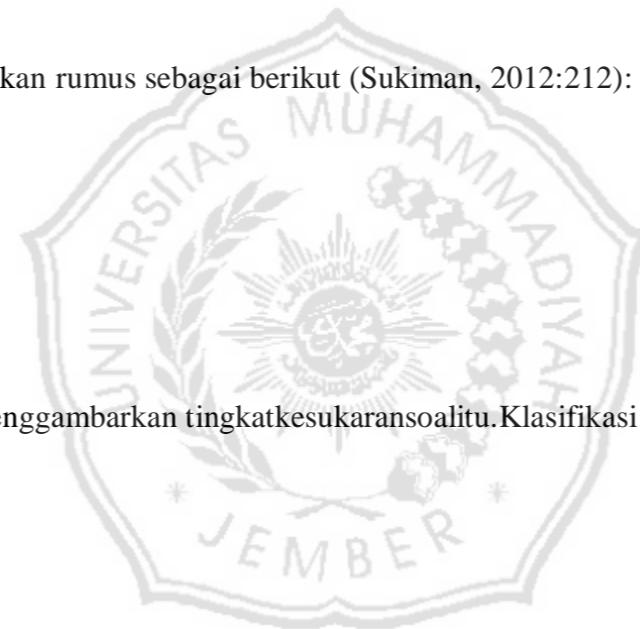 kan rumus sebagai berikut (Sukiman, 2012:212):
UNIVERSITAS MUHAMMADIYAH
enggambarkan tingkatkesukaransoalitu.Klasifikasi
JEMBER